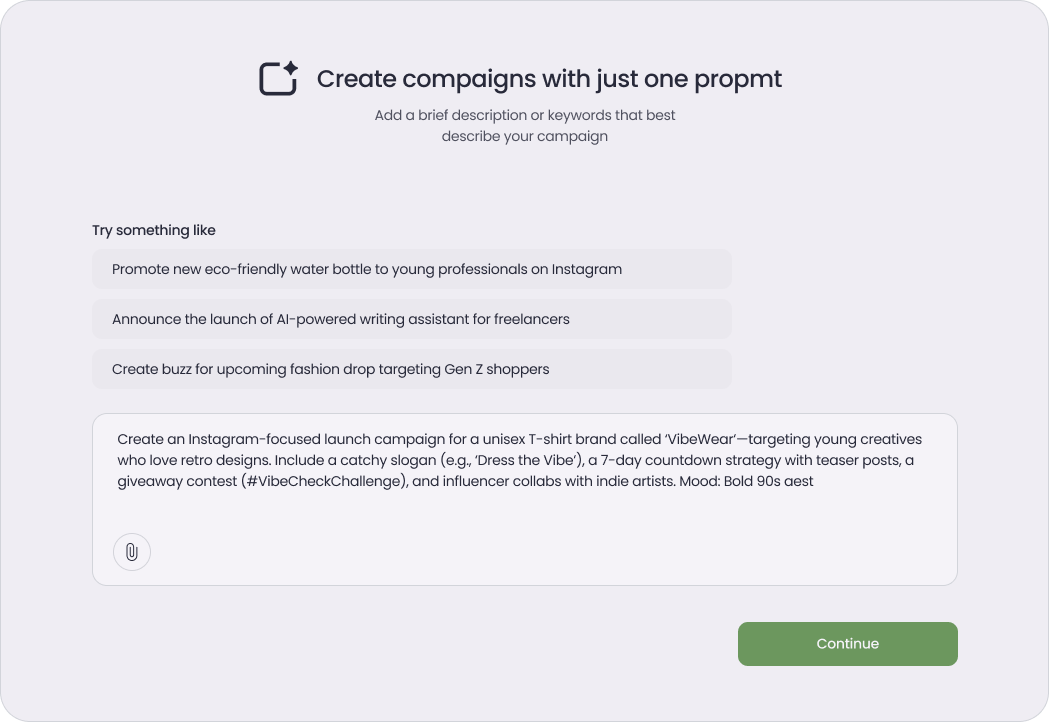 Create compaigns with just one propmt
Add a brief description or keywords that best
describe your campaign
Try something like
Promote new eco-friendly water bottle to young professionals on Instagram
Announce the launch of AI-powered writing assistant for freelancers
Create buzz for upcoming fashion drop targeting Gen Z shoppers
Create an Instagram-focused launch campaign for a unisex T-shirt brand called ‘VibeWear’—targeting young creatives
who love retro designs. Include a catchy slogan (e.g., ‘Dress the Vibe’), a 7-day countdown strategy with teaser posts, a
giveaway contest (#VibeCheckChallenge), and influencer collabs with indie artists. Mood: Bold 90s aest
Continue